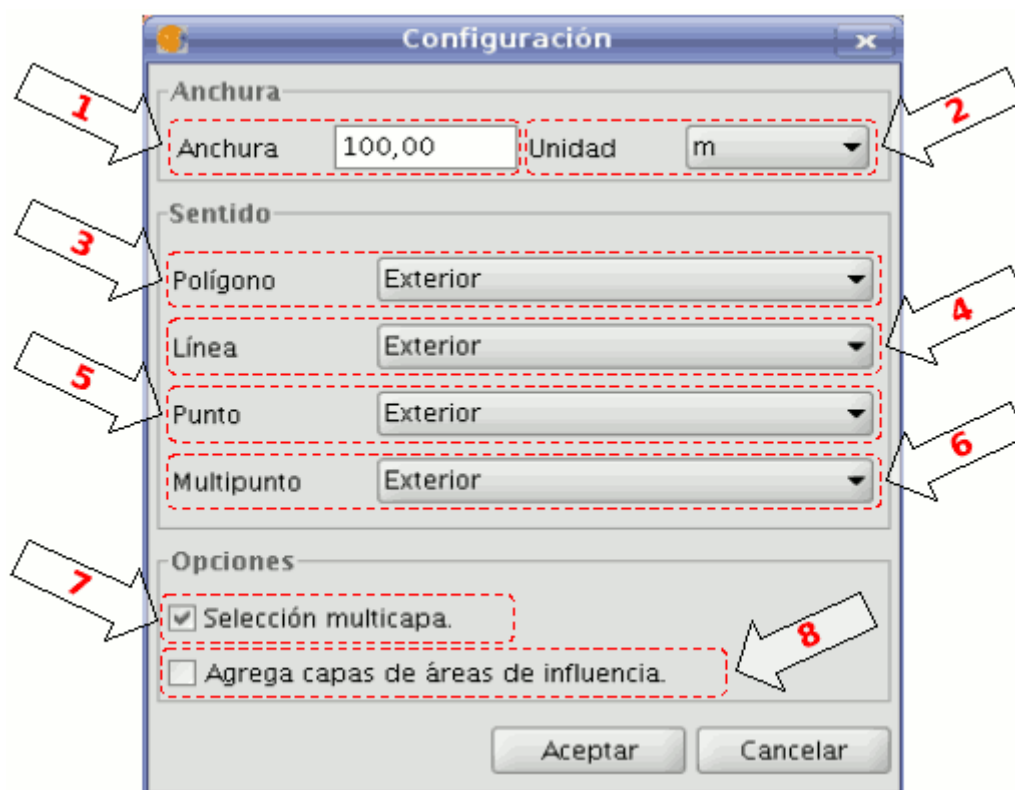 Configuración
Anchura
1
2
Anchura 100,00 Unidad m
Sentido
3
Polígono Exterior
4
Línea Exterior
5
Punto Exterior
6
Multipunto Exterior
Opciones
7
Selección multicapa.
8
Agrega capas de áreas de influencia.
Aceptar Cancelar